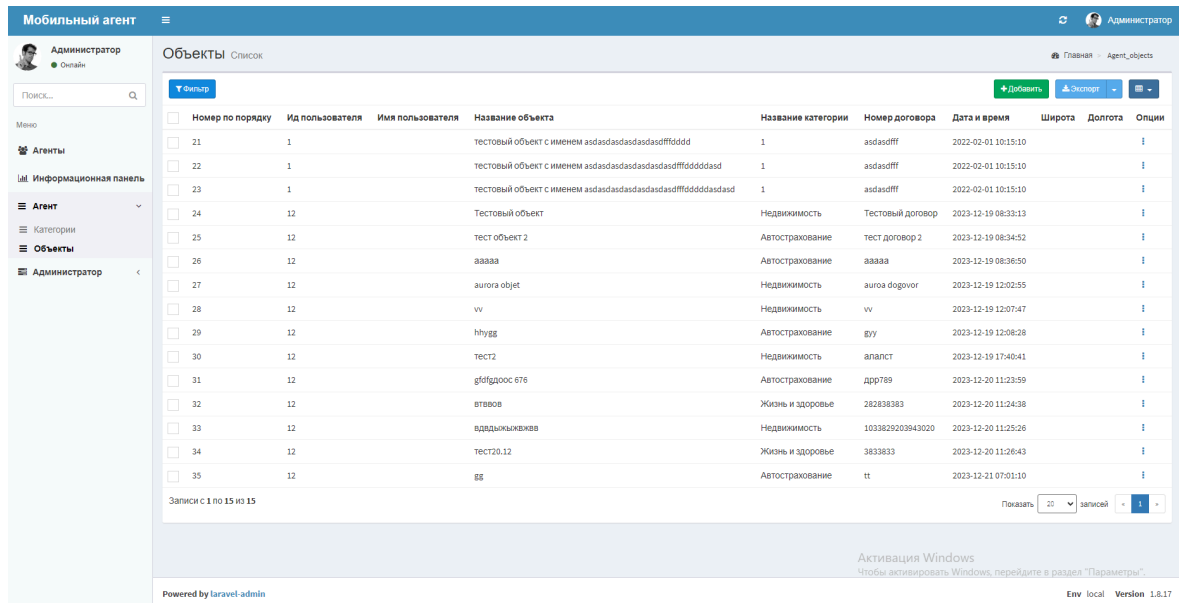 Мобильный агент
Администратор
Администратор
Онлайн
Объекты Список
Главная > Agent_objects
Поиск...
Фильтр
Добавить Экспорт
Меню
Агенты
Информационная панель
Агент
Категории
Объекты
Администратор
Номер по порядку Ид пользователя Имя пользователя Название объекта Название категории Номер договора Дата и время Широта Долгота Опции
21 1 тестовый объект с именем asdasdasdasdasdasdasdfffdddd 1 asdasdfff 2022-02-01 10:15:10
22 1 тестовый объект с именем asdasdasdasdasdasdasdfffdddddasd 1 asdasdfff 2022-02-01 10:15:10
23 1 тестовый объект с именем asdasdasdasdasdasdasdfffdddddasdasd 1 asdasdfff 2022-02-01 10:15:10
24 12 Тестовый объект Недвижимость Тестовый договор 2023-12-19 08:33:13
25 12 тест объект 2 Автострахование тест договор 2 2023-12-19 08:34:52
26 12 ааааа Автострахование ааааа 2023-12-19 08:36:50
27 12 aurora objet Недвижимость auroa dogovor 2023-12-19 12:02:55
28 12 vv Недвижимость vv 2023-12-19 12:07:47
29 12 hhygg Автострахование gyy 2023-12-19 12:08:28
30 12 тест2 Недвижимость апалст 2023-12-19 17:40:41
31 12 gfdfgдоос 676 Автострахование дрр789 2023-12-20 11:23:59
32 12 втввов Жизнь и здоровье 282838383 2023-12-20 11:24:38
33 12 вдвдыжыжвжвв Недвижимость 1033829203943020 2023-12-20 11:25:26
34 12 тест20.12 Жизнь и здоровье 3833833 2023-12-20 11:26:43
35 12 gg Автострахование tt 2023-12-21 07:01:10
Записи с 1 по 15 из 15
Показать 20 записей « 1 »
Активация Windows
Чтобы активировать Windows, перейдите в раздел "Параметры".
Powered by laravel-admin
Env local Version 1.8.17